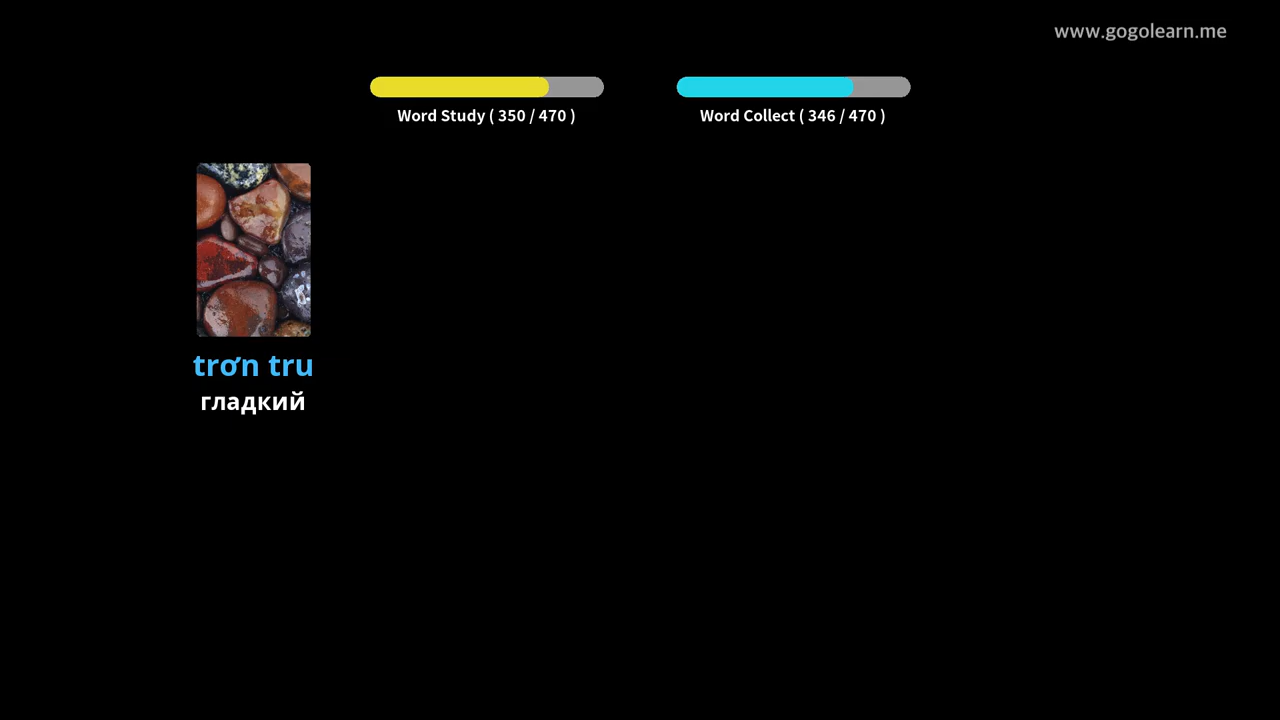 www.gogolearn.me
Word Study ( 350 / 470 )
Word Collect ( 346 / 470 )
trơn tru
гладкий